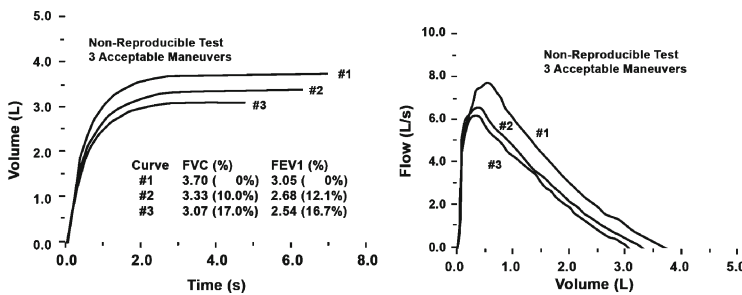 5.0
4.0
3.0
2.0
1.0
0.0
Volume (L)
Non-Reproducible Test
3 Acceptable Maneuvers
#1
#2
#3
Curve FVC (%) FEV1 (%)
#1 3.70 ( 0%) 3.05 ( 0%)
#2 3.33 (10.0%) 2.68 (12.1%)
#3 3.07 (17.0%) 2.54 (16.7%)
0.0 2.0 4.0 6.0 8.0
Time (s)
10.0
8.0
6.0
4.0
2.0
0.0
Flow (L/s)
Non-Reproducible Test
3 Acceptable Maneuvers
#1
#2
#3
0.0 1.0 2.0 3.0 4.0 5.0
Volume (L)